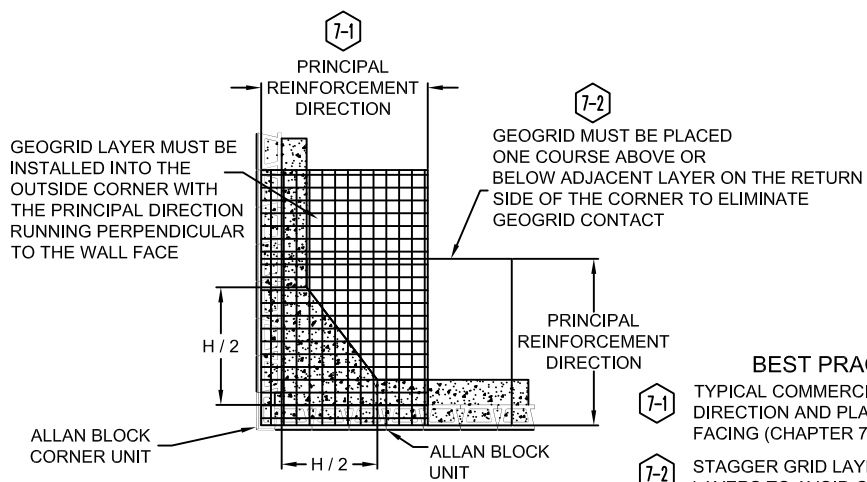 7-1
PRINCIPAL
REINFORCEMENT
DIRECTION
7-2
GEOGRID LAYER MUST BE
INSTALLED INTO THE
OUTSIDE CORNER WITH
THE PRINCIPAL DIRECTION
RUNNING PERPENDICULAR
TO THE WALL FACE
GEOGRID MUST BE PLACED
ONE COURSE ABOVE OR
BELOW ADJACENT LAYER ON THE RETURN
SIDE OF THE CORNER TO ELIMINATE
GEOGRID CONTACT
H / 2
PRINCIPAL
REINFORCEMENT
DIRECTION
ALLAN BLOCK
CORNER UNIT
H / 2
ALLAN BLOCK
UNIT
BEST PRAC
7-1
TYPICAL COMMERCI
DIRECTION AND PLA
FACING (CHAPTER 7
7-2
STAGGER GRID LAY